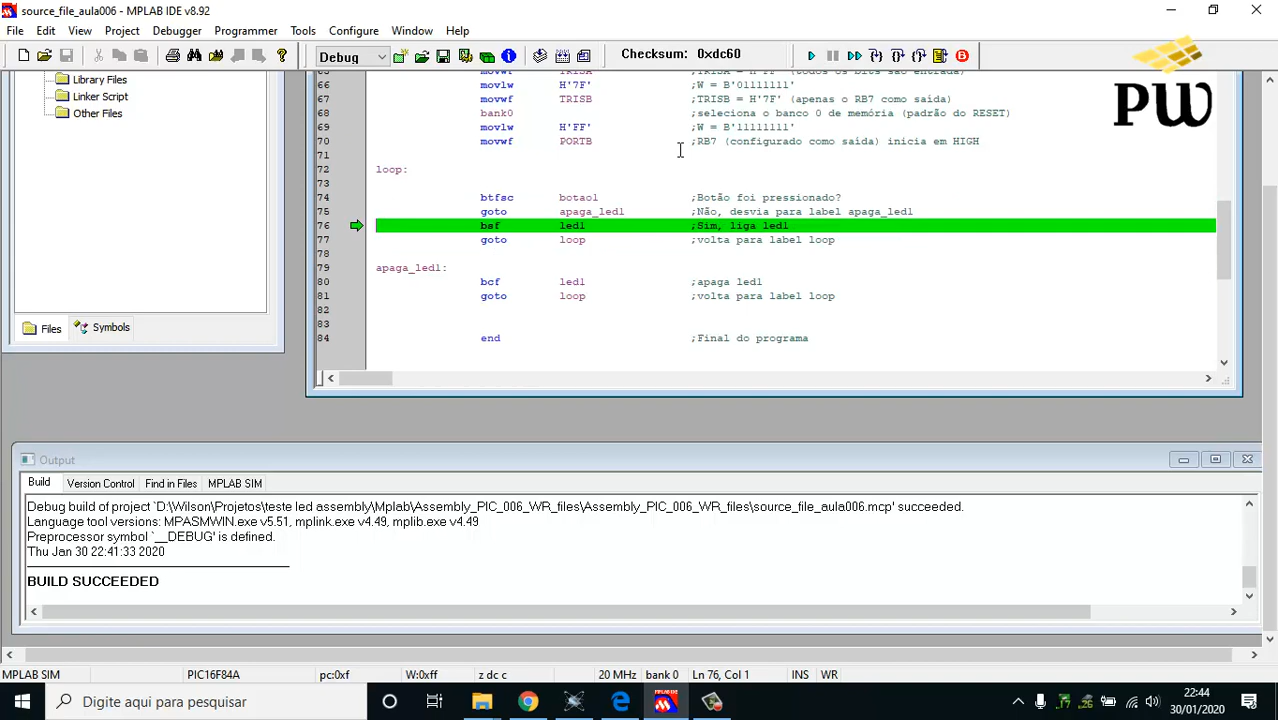 source_file_aula006 - MPLAB IDE v8.92
File Edit View Project Debugger Programmer Tools Configure Window Help
Debug
Checksum: 0xdc60
PW
Library Files
Linker Script
Other Files
Files Symbols
65 movwf TRISA ;TRISA = H'FF' (todos os bits são entrada)
66 movlw H'7F' ;W = B'01111111'
67 movwf TRISB ;TRISB = H'7F' (apenas o RB7 como saída)
68 bank0 ;seleciona o banco 0 de memória (padrão do RESET)
69 movlw H'FF' ;W = B'11111111'
70 movwf PORTB ;RB7 (configurado como saída) inicia em HIGH
71
72 loop:
73
74 btfsc botao1 ;Botão foi pressionado?
75 goto apaga_led1 ;Não, desvia para label apaga_led1
76 bsf led1 ;Sim, liga led1
77 goto loop ;volta para label loop
78
79 apaga_led1:
80 bcf led1 ;apaga led1
81 goto loop ;volta para label loop
82
83
84 end ;Final do programa
Output
Build Version Control Find in Files MPLAB SIM
Debug build of project `D:\Wilson\Projetos\teste led assembly\Mplab\Assembly_PIC_006_WR_files\Assembly_PIC_006_WR_files\source_file_aula006.mcp' succeeded.
Language tool versions: MPASMWIN.exe v5.51, mplink.exe v4.49, mplib.exe v4.49
Preprocessor symbol `__DEBUG' is defined.
Thu Jan 30 22:41:33 2020
BUILD SUCCEEDED
MPLAB SIM PIC16F84A pc:0xf W:0xff z dc c 20 MHz bank 0 Ln 76, Col 1 INS WR
Digite aqui para pesquisar
22:44
30/01/2020